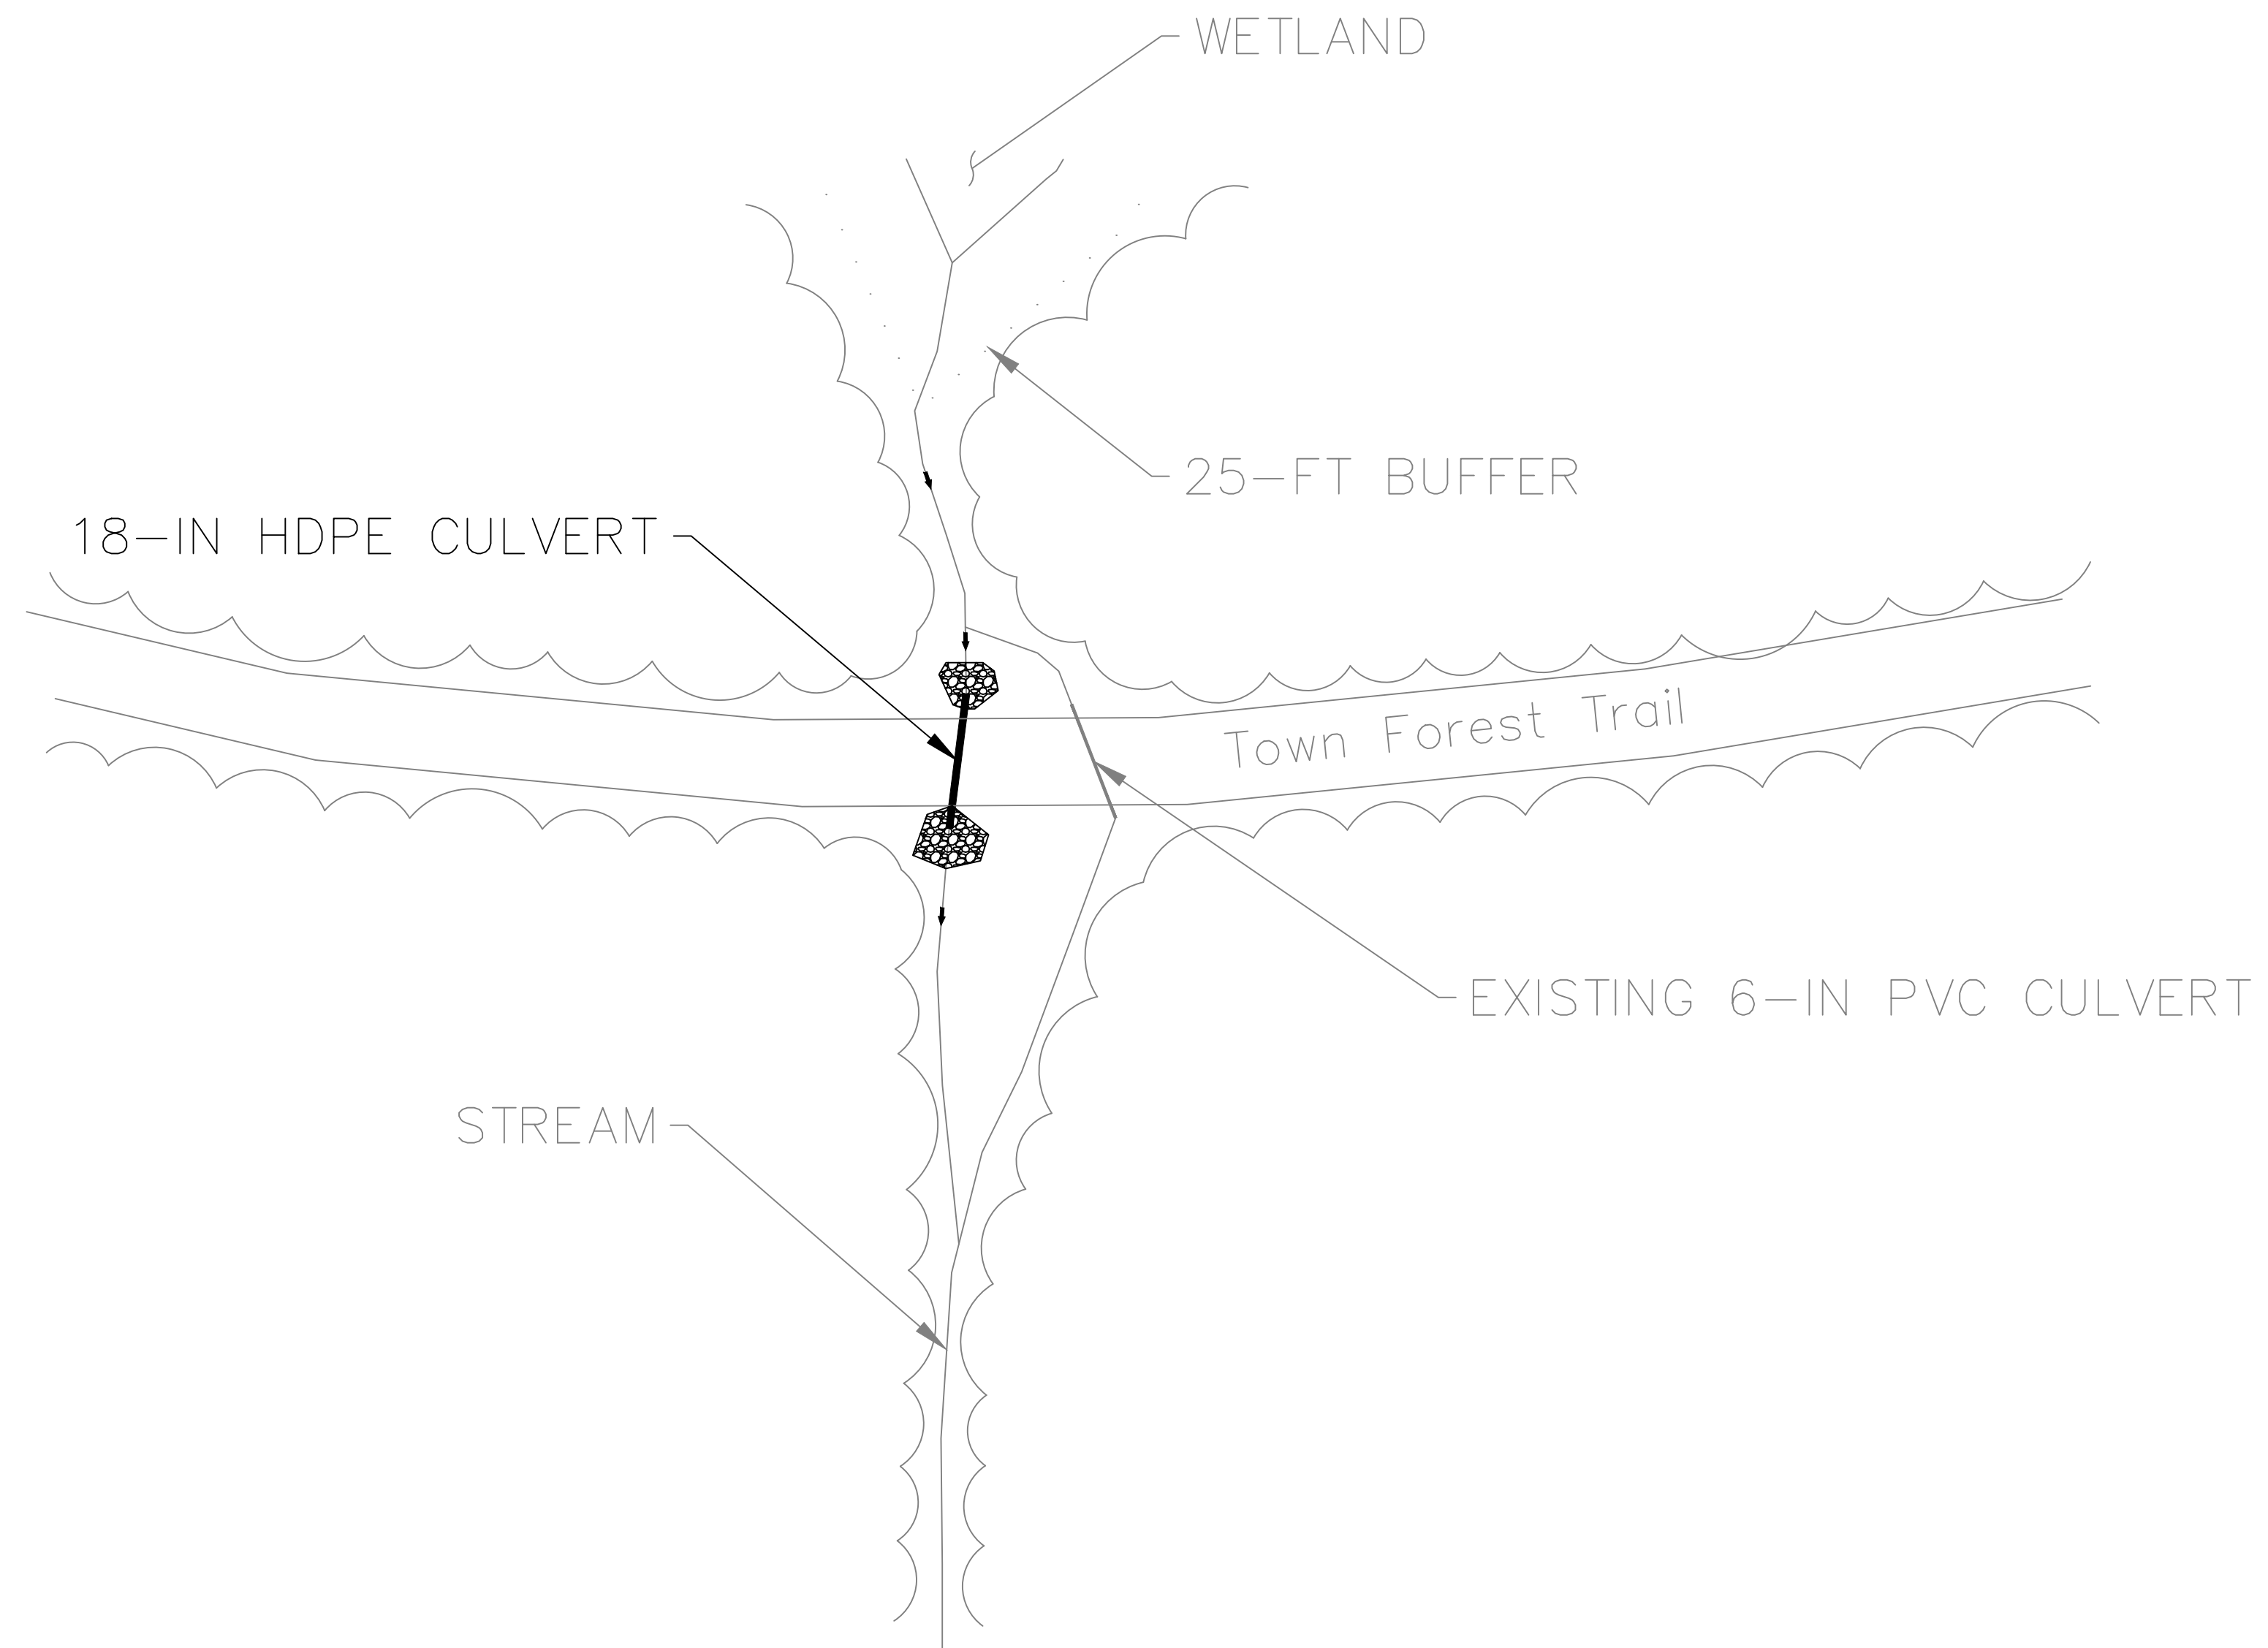 WETLAND
25-FT BUFFER
18-IN HDPE CULVERT
Town Forest Trail
EXISTING 6-IN PVC CULVERT
STREAM